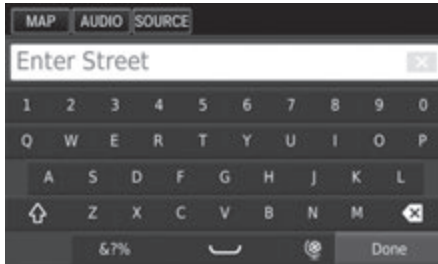 MAP AUDIO SOURCE
Enter Street
1 2 3 4 5 6 7 8 9 0
Q W E R T Y U I O P
A S D F G H J K L
Z X C V B N M
&?% Done